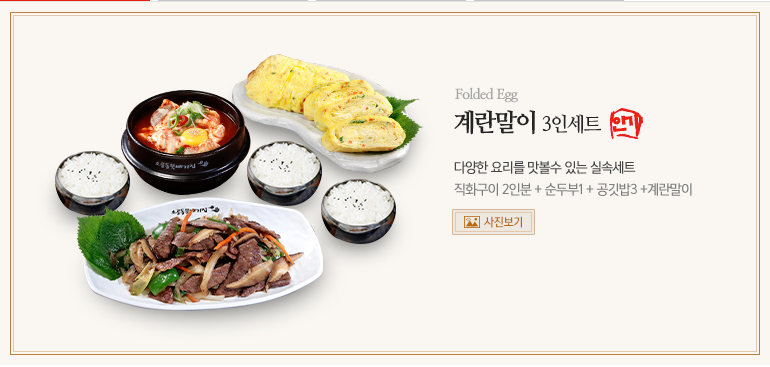 Folded Egg
계란말이 3인세트
다양한 요리를 맛볼수 있는 실속세트
직화구이 2인분 + 순두부1 + 공깃밥3 +계란말이
사진보기